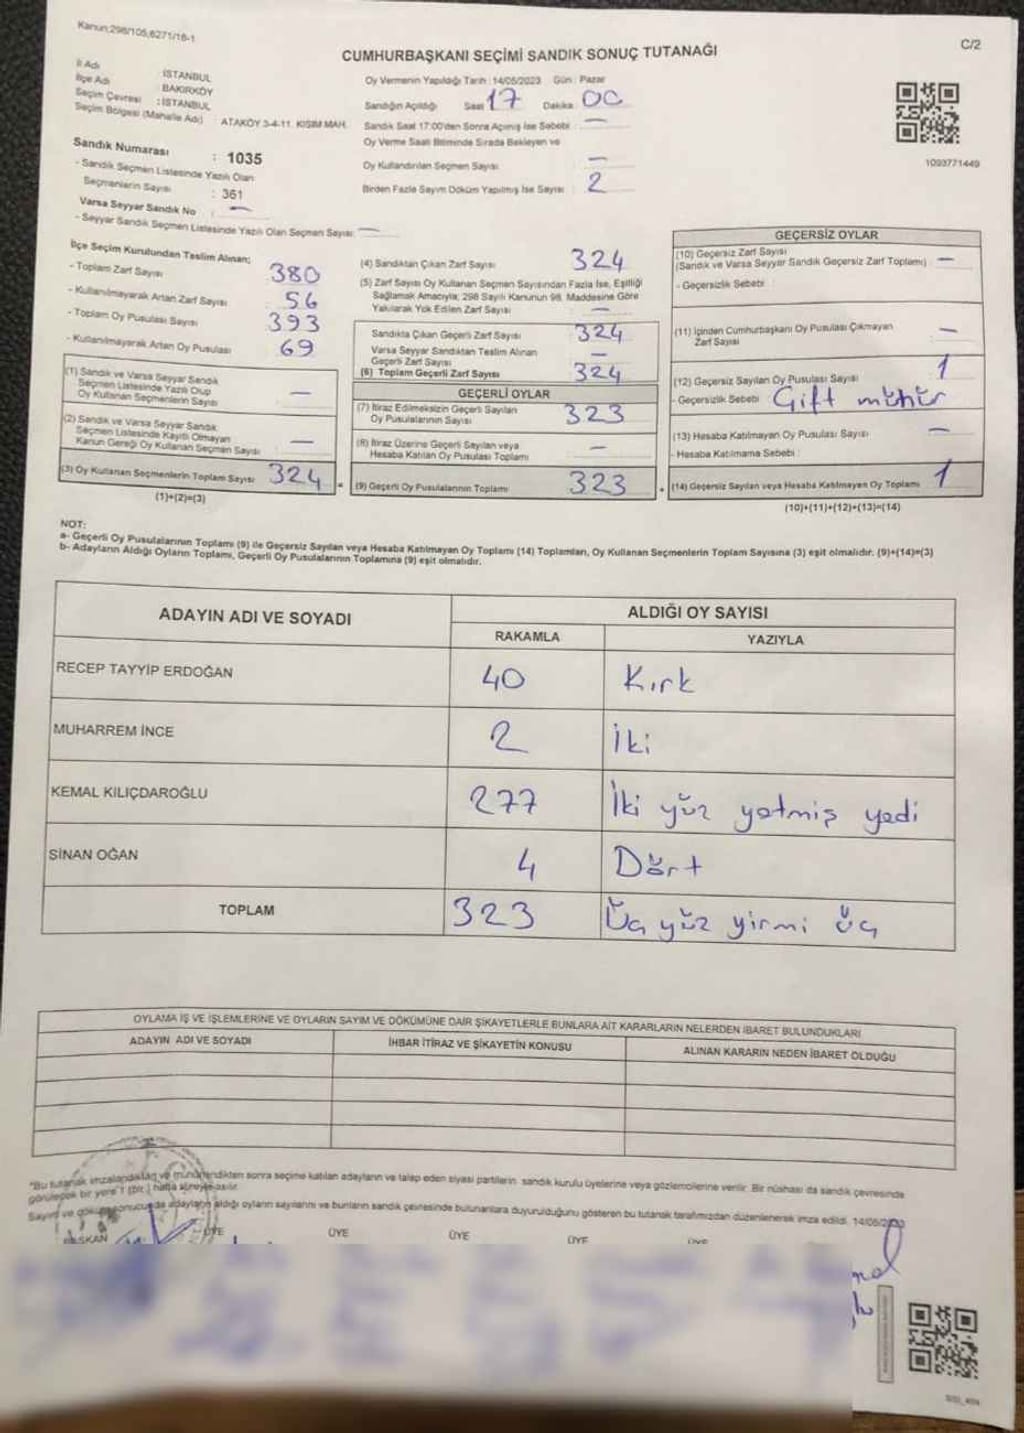 Kanun;298/105,6271/18-1
C/2
CUMHURBAŞKANI SEÇİMİ SANDIK SONUÇ TUTANAĞI
İl Adı
İlçe Adı
Seçim Çevresi
Seçim Bölgesi (Mahalle Adı)
İSTANBUL
BAKIRKÖY
: İSTANBUL
ATAKÖY 3-4-11. KISIM MAH.
Oy Vermenin Yapıldığı Tarih : 14/05/2023 Gün : Pazar
Sandığın Açıldığı Saat 17 Dakika 00
Sandık Saat 17:00'den Sonra Açılmış İse Sebebi : —
Oy Verme Saati Bitiminde Sırada Bekleyen ve
Oy Kullandırılan Seçmen Sayısı —
Birden Fazla Sayım Döküm Yapılmış İse Sayısı : 2
1093771449
Sandık Numarası : 1035
- Sandık Seçmen Listesinde Yazılı Olan
Seçmenlerin Sayısı : 361
Varsa Seyyar Sandık No : —
- Seyyar Sandık Seçmen Listesinde Yazılı Olan Seçmen Sayısı: —
İlçe Seçim Kurulundan Teslim Alınan;
- Toplam Zarf Sayısı 380
- Kullanılmayarak Artan Zarf Sayısı 56
- Toplam Oy Pusulası Sayısı 393
- Kullanılmayarak Artan Oy Pusulası 69
(1) Sandık ve Varsa Seyyar Sandık
Seçmen Listesinde Yazılı Olup
Oy Kullanan Seçmenlerin Sayısı —
(2) Sandık ve Varsa Seyyar Sandık
Seçmen Listesinde Kayıtlı Olmayan
Kanun Gereği Oy Kullanan Seçmen Sayısı —
(3) Oy Kullanan Seçmenlerin Toplam Sayısı 324
(1)+(2)=(3)
(4) Sandıktan Çıkan Zarf Sayısı 324
(5) Zarf Sayısı Oy Kullanan Seçmen Sayısından Fazla İse, Eşitliği
Sağlamak Amacıyla; 298 Sayılı Kanunun 98. Maddesine Göre
Yakılarak Yok Edilen Zarf Sayısı —
Sandıkta Çıkan Geçerli Zarf Sayısı 324
Varsa Seyyar Sandıktan Teslim Alınan
Geçerli Zarf Sayısı —
(6) Toplam Geçerli Zarf Sayısı 324
GEÇERLİ OYLAR
(7) İtiraz Edilmeksizin Geçerli Sayılan
Oy Pusulalarının Sayısı 323
(8) İtiraz Üzerine Geçerli Sayılan veya
Hesaba Katılan Oy Pusulası Toplamı —
(9) Geçerli Oy Pusulalarının Toplamı 323
GEÇERSİZ OYLAR
(10) Geçersiz Zarf Sayısı
(Sandık ve Varsa Seyyar Sandık Geçersiz Zarf Toplamı) —
- Geçersizlik Sebebi :
(11) İçinden Cumhurbaşkanı Oy Pusulası Çıkmayan
Zarf Sayısı —
(12) Geçersiz Sayılan Oy Pusulası Sayısı 1
- Geçersizlik Sebebi : Çift mühür
(13) Hesaba Katılmayan Oy Pusulası Sayısı —
- Hesaba Katılmama Sebebi :
(14) Geçersiz Sayılan veya Hesaba Katılmayan Oy Toplamı 1
(10)+(11)+(12)+(13)=(14)
NOT:
a- Geçerli Oy Pusulalarının Toplamı (9) ile Geçersiz Sayılan veya Hesaba Katılmayan Oy Toplamı (14) Toplamları, Oy Kullanan Seçmenlerin Toplam Sayısına (3) eşit olmalıdır. (9)+(14)=(3)
b- Adayların Aldığı Oyların Toplamı, Geçerli Oy Pusulalarının Toplamına (9) eşit olmalıdır.
ADAYIN ADI VE SOYADI
ALDIĞI OY SAYISI
RAKAMLA YAZIYLA
RECEP TAYYİP ERDOĞAN 40 Kırk
MUHARREM İNCE 2 İki
KEMAL KILIÇDAROĞLU 277 İki yüz yetmiş yedi
SİNAN OĞAN 4 Dört
TOPLAM 323 Üç yüz yirmi üç
OYLAMA İŞ VE İŞLEMLERİNE VE OYLARIN SAYIM VE DÖKÜMÜNE DAİR ŞİKAYETLERLE BUNLARA AİT KARARLARIN NELERDEN İBARET BULUNDUKLARI
ADAYIN ADI VE SOYADI
İHBAR İTİRAZ VE ŞİKAYETİN KONUSU
ALINAN KARARIN NEDEN İBARET OLDUĞU
"Bu tutanak imzalandıktan ve mühürlendikten sonra seçime katılan adayların ve talep eden siyasi partilerin sandık kurulu üyelerine veya gözlemcilerine verilir. Bir nüshası da sandık çevresinde
görülecek bir yere 1 (bir ) hafta süreyle asılır.
Sayım ve döküm sonucunda adayların aldığı oyların sayılarını ve bunların sandık çevresinde bulunanlara duyurulduğunu gösteren bu tutanak tarafımızdan düzenlenerek imza edildi. 14/05/2023
BAŞKAN ÜYE ÜYE ÜYE ÜYE ÜYE